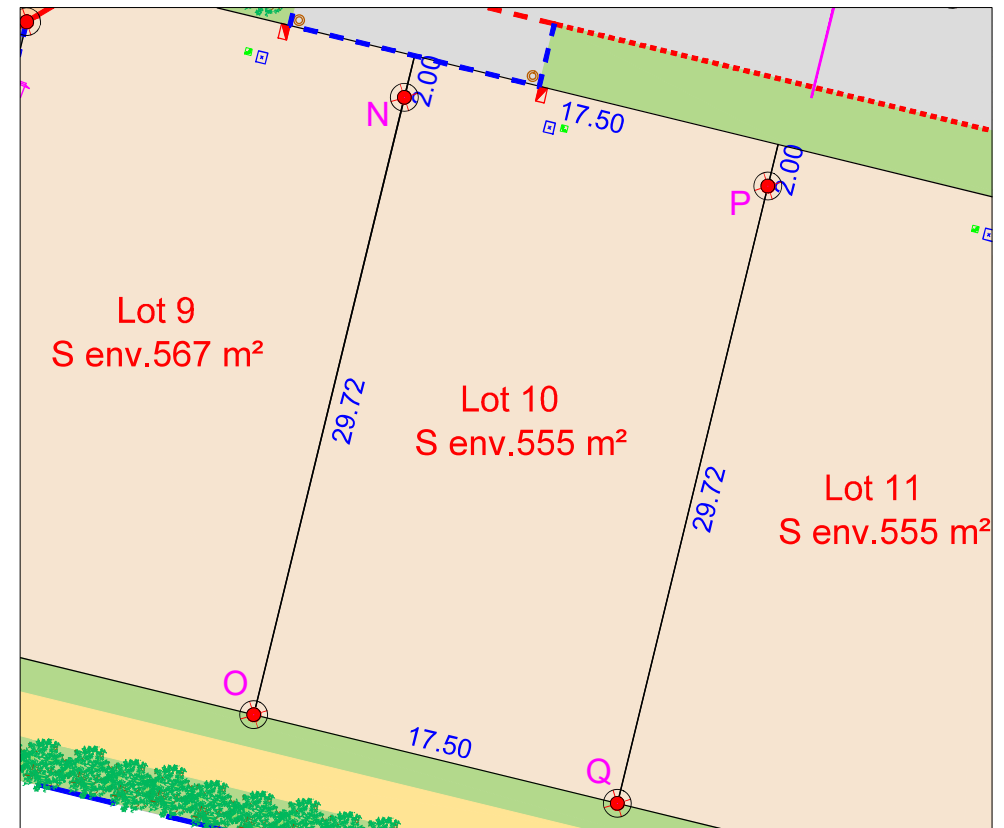 2.00
N
17.50
2.00
P
Lot 9
S env.567 m²
29.72
Lot 10
S env.555 m²
29.72
Lot 11
S env.555 m²
O
17.50
Q